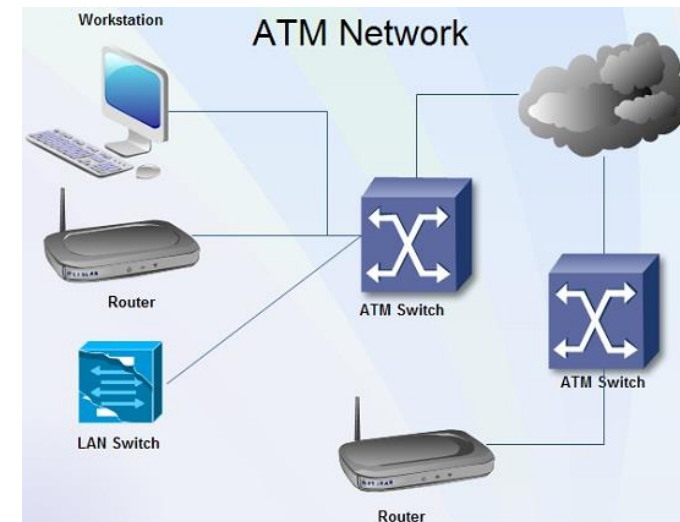 Workstation
ATM Network
Router
ATM Switch
ATM Switch
LAN Switch
Router